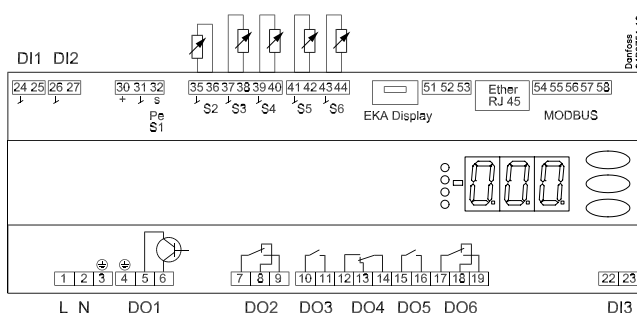 Danfoss
DI1 DI2
24 25 26 27 30 31 32 35 36 37 38 39 40 41 42 43 44 51 52 53 Ether RJ 45 54 55 56 57 58
+ s S2 S3 S4 S5 S6 EKA Display MODBUS
Pe
S1
000
1 2 3 4 5 6 7 8 9 10 11 12 13 14 15 16 17 18 19 22 23
L N DO1 DO2 DO3 DO4 DO5 DO6 DI3